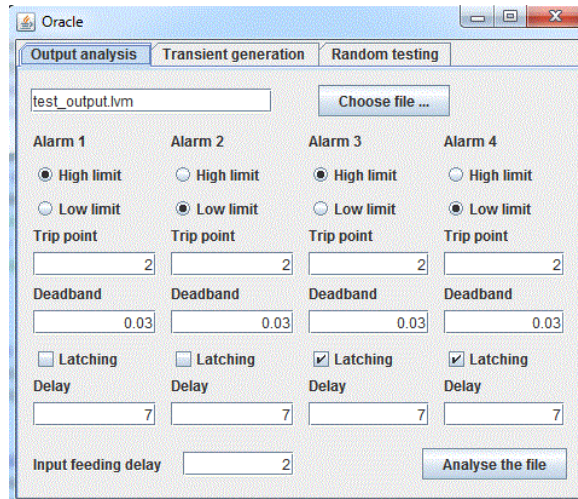 Oracle
Output analysis Transient generation Random testing
test_output.lvm Choose file ...
Alarm 1 Alarm 2 Alarm 3 Alarm 4
High limit High limit High limit High limit
Low limit Low limit Low limit Low limit
Trip point Trip point Trip point Trip point
2 2 2 2
Deadband Deadband Deadband Deadband
0.03 0.03 0.03 0.03
Latching Latching Latching Latching
Delay Delay Delay Delay
7 7 7 7
Input feeding delay 2 Analyse the file